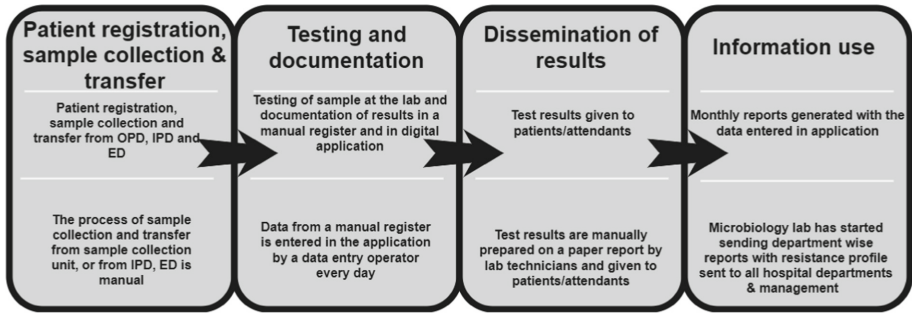 Patient registration,
sample collection &
transfer
Patient registration,
sample collection and
transfer from OPD, IPD and
ED
The process of sample
collection and transfer
from sample collection
unit, or from IPD, ED is
manual
Testing and
documentation
Testing of sample at the lab and
documentation of results in a
manual register and in digital
application
Data from a manual register
is entered in the application
by a data entry operator
every day
Dissemination of
results
Test results given to
patients/attendants
Test results are manually
prepared on a paper report by
lab technicians and given to
patients/attendants
Information use
Monthly reports generated with the
data entered in application
Microbiology lab has started
sending department wise
reports with resistance profile
sent to all hospital departments
& management